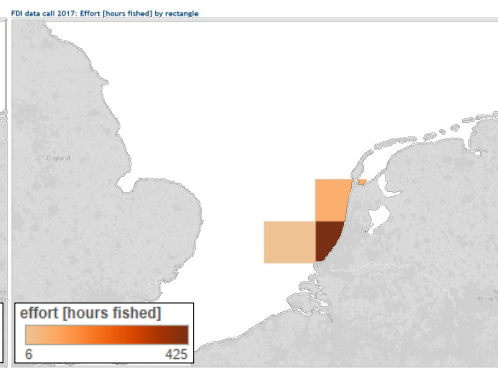 FDI data call 2017: Effort [hours fished] by rectangle
England
effort [hours fished]
6 425